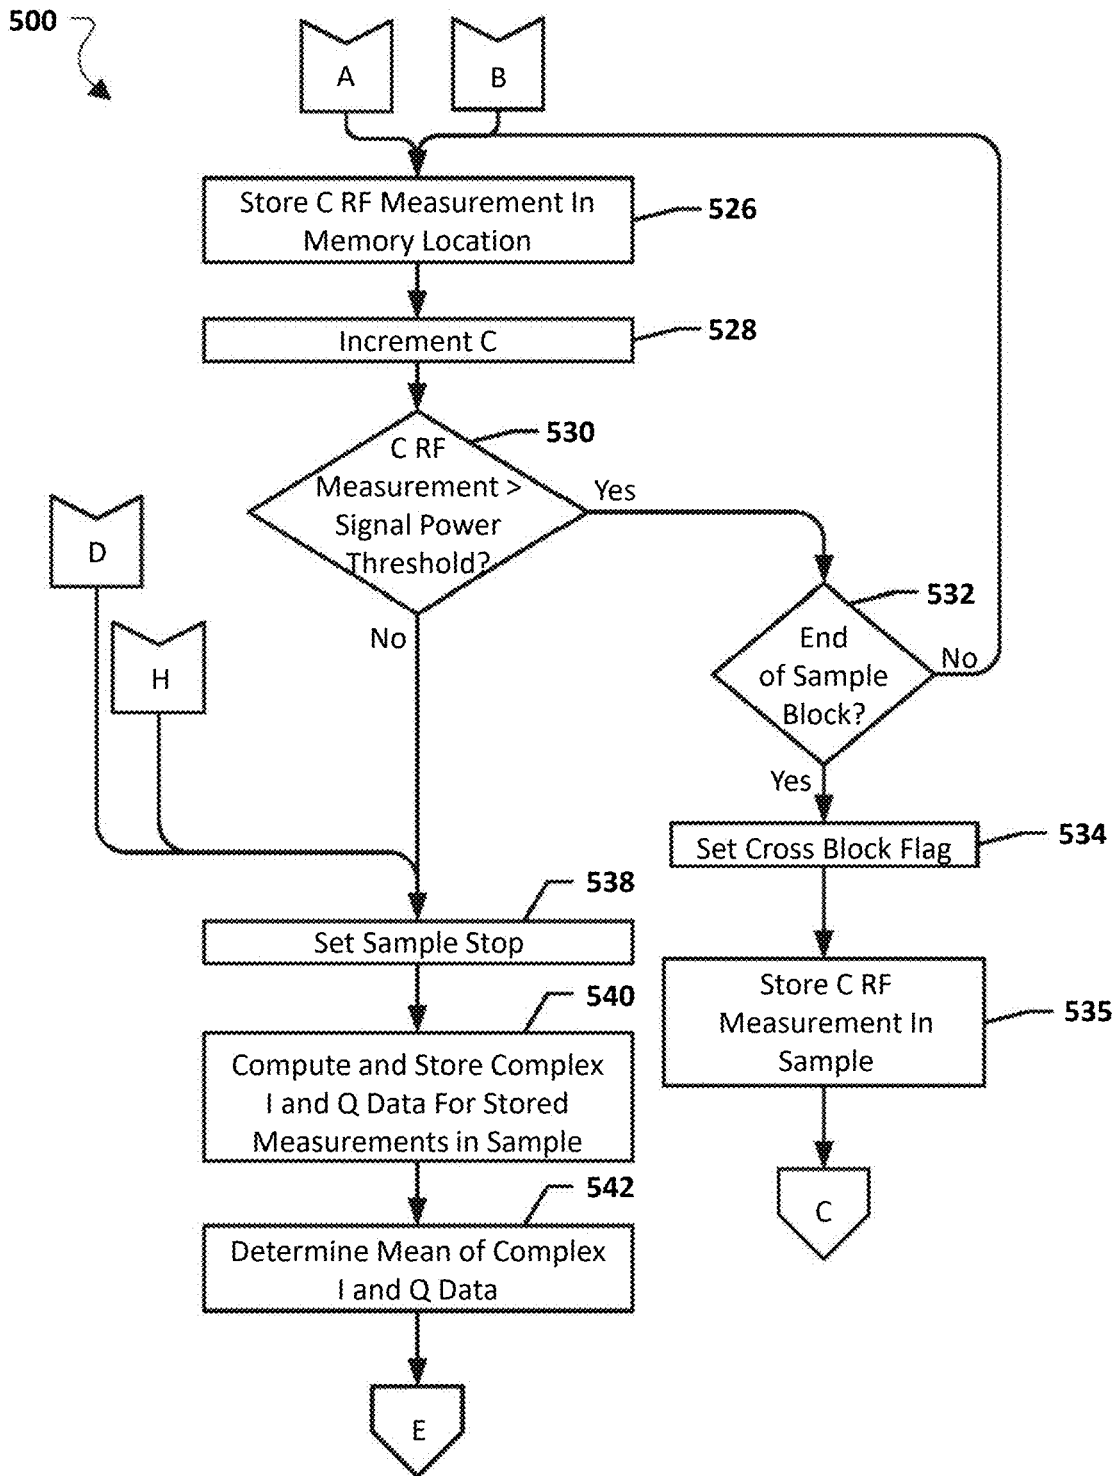 500
A
B
Store C RF Measurement In
Memory Location
526
Increment C
528
C RF
Measurement >
Signal Power
Threshold?
530
Yes
No
D
H
End
of Sample
Block?
532
No
Yes
Set Cross Block Flag
534
Store C RF
Measurement In
Sample
535
C
Set Sample Stop
538
Compute and Store Complex
I and Q Data For Stored
Measurements in Sample
540
Determine Mean of Complex
I and Q Data
542
E